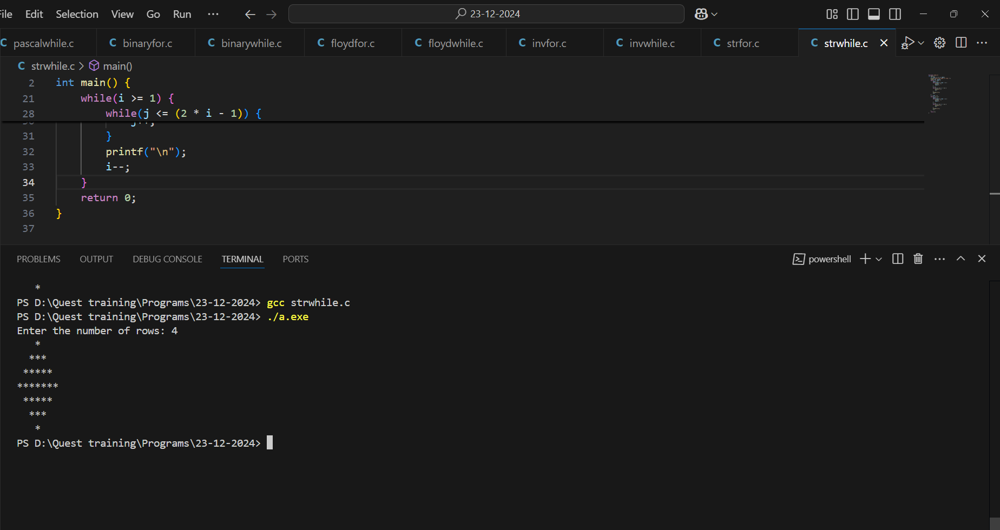 File Edit Selection View Go Run ··· 23-12-2024
C pascalwhile.c C binaryfor.c C binarywhile.c C floydfor.c C floydwhile.c C invfor.c C invwhile.c C strfor.c C strwhile.c
C strwhile.c > main()
2 int main() {
21 while(i >= 1) {
28 while(j <= (2 * i - 1)) {
30 j++;
31 }
32 printf("\n");
33 i--;
34 }
35 return 0;
36 }
37
PROBLEMS OUTPUT DEBUG CONSOLE TERMINAL PORTS powershell
   *
PS D:\Quest training\Programs\23-12-2024> gcc strwhile.c
PS D:\Quest training\Programs\23-12-2024> ./a.exe
Enter the number of rows: 4
   *
  ***
 *****
*******
 *****
  ***
   *
PS D:\Quest training\Programs\23-12-2024>